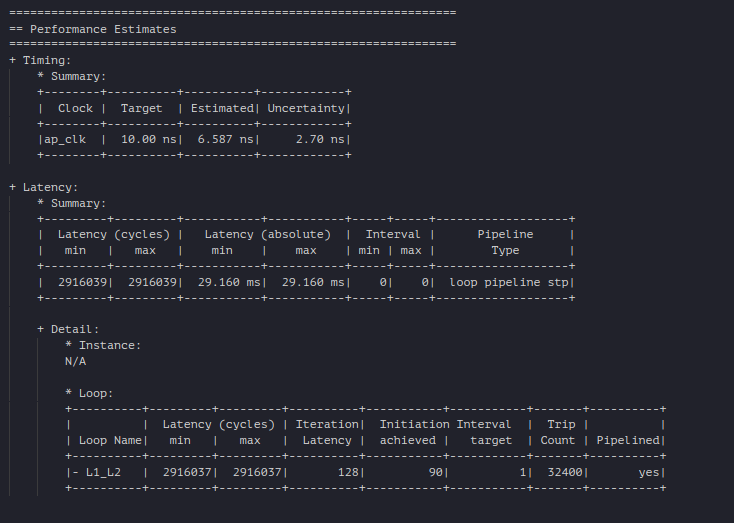 ================================================================
== Performance Estimates
================================================================
+ Timing:
    * Summary:
    +--------+----------+----------+------------+
    |  Clock |  Target  | Estimated| Uncertainty|
    +--------+----------+----------+------------+
    |ap_clk  |  10.00 ns|  6.587 ns|     2.70 ns|
    +--------+----------+----------+------------+

+ Latency:
    * Summary:
    +---------+---------+-----------+-----------+-----+-----+-------------------+
    |  Latency (cycles) |   Latency (absolute)  |  Interval |      Pipeline     |
    |   min   |   max   |    min    |    max    | min | max |        Type       |
    +---------+---------+-----------+-----------+-----+-----+-------------------+
    |  2916039|  2916039|  29.160 ms|  29.160 ms|    0|    0|  loop pipeline stp|
    +---------+---------+-----------+-----------+-----+-----+-------------------+

    + Detail:
        * Instance:
        N/A

        * Loop:
        +----------+---------+---------+----------+-----------+-----------+-------+----------+
        |          |  Latency (cycles) | Iteration|  Initiation Interval  |  Trip |          |
        | Loop Name|   min   |   max   |  Latency |  achieved |   target  | Count | Pipelined|
        +----------+---------+---------+----------+-----------+-----------+-------+----------+
        |- L1_L2   |  2916037|  2916037|       128|         90|          1|  32400|       yes|
        +----------+---------+---------+----------+-----------+-----------+-------+----------+